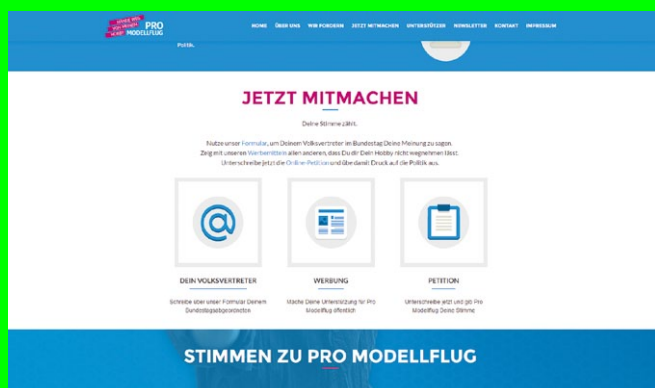 PRO
MODELLFLUG
HOME ÜBER UNS WIR FORDERN JETZT MITMACHEN UNTERSTÜTZER NEWSLETTER KONTAKT IMPRESSUM
Politik.
JETZT MITMACHEN
Deine Stimme zählt.
Nutze unser Formular, um Deinem Volksvertreter im Bundestag Deine Meinung zu sagen.
Zeig mit unseren Werbemitteln allen anderen, dass Du dir Dein Hobby nicht wegnehmen lässt.
Unterschreibe jetzt die Online-Petition und übe damit Druck auf die Politik aus.
DEIN VOLKSVERTRETER WERBUNG PETITION
Schreibe über unser Formular Deinem Mache Deine Unterstützung für Pro Unterschreibe jetzt und gib Pro
Bundestagsabgeordneten Modellflug öffentlich Modellflug Deine Stimme
STIMMEN ZU PRO MODELLFLUG